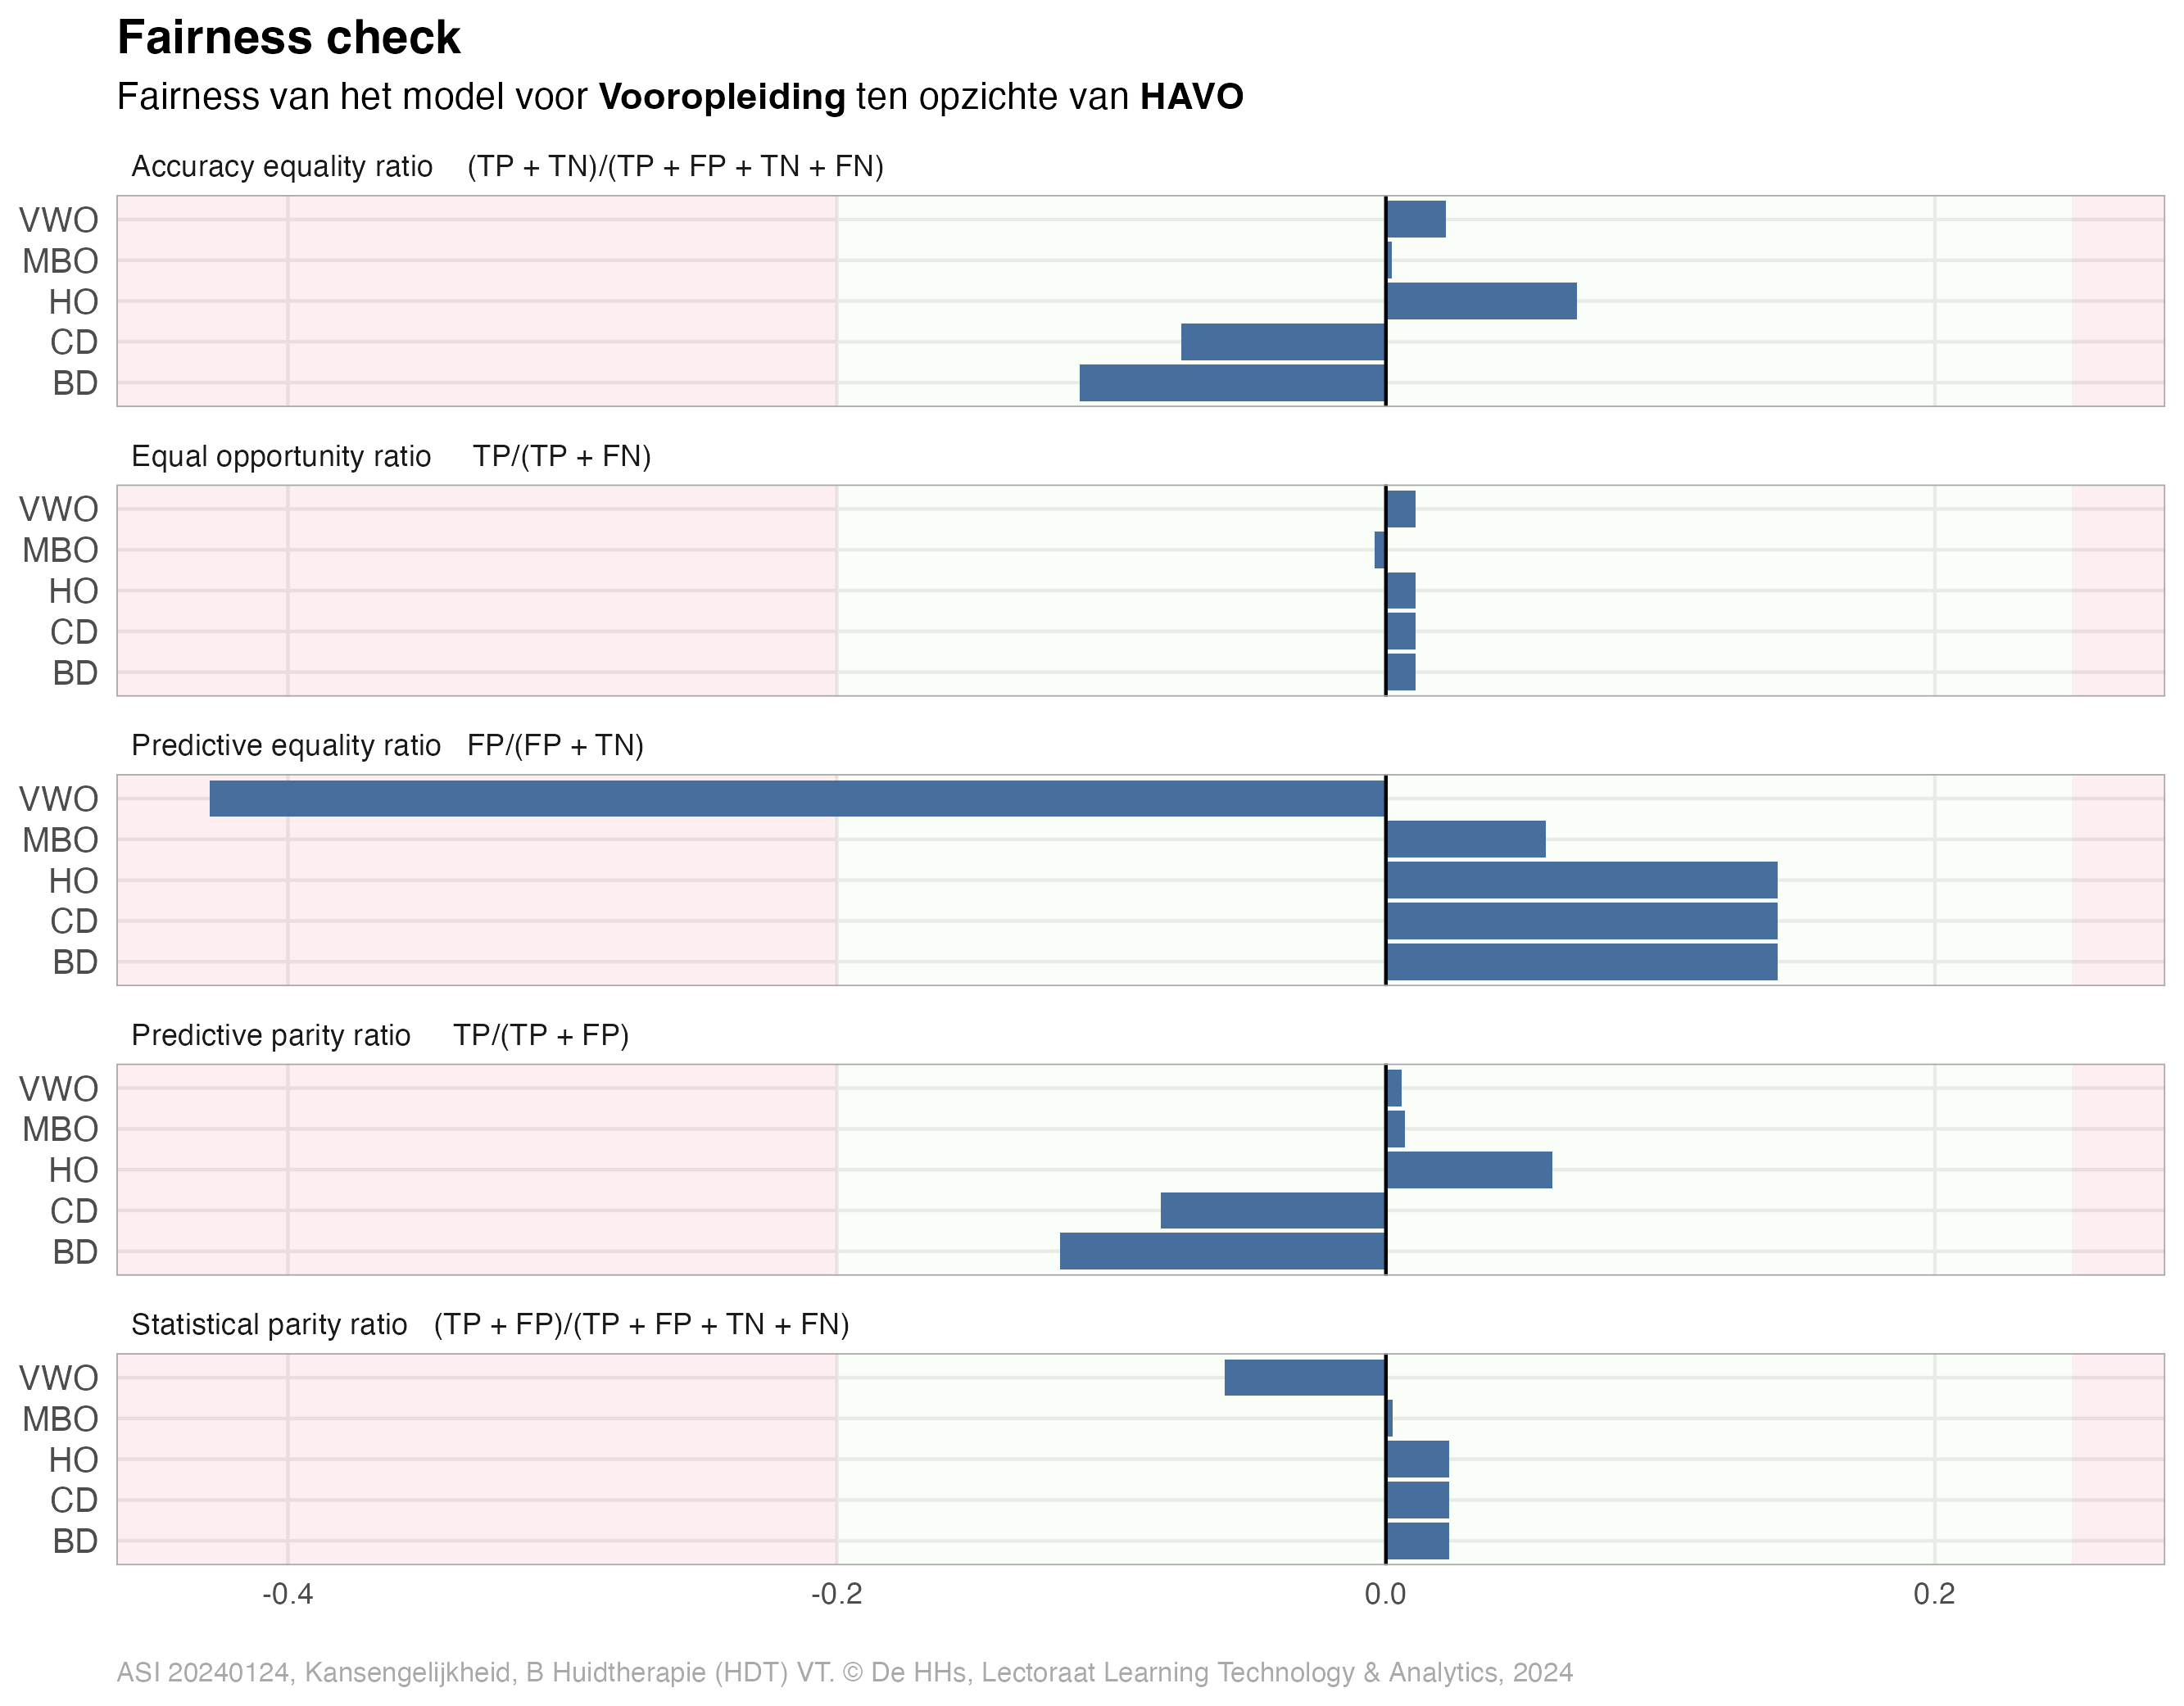 Fairness check
Fairness van het model voor Vooropleiding ten opzichte van HAVO
Accuracy equality ratio (TP + TN)/(TP + FP + TN + FN)
VWO
MBO
HO
CD
BD
Equal opportunity ratio TP/(TP + FN)
VWO
MBO
HO
CD
BD
Predictive equality ratio FP/(FP + TN)
VWO
MBO
HO
CD
BD
Predictive parity ratio TP/(TP + FP)
VWO
MBO
HO
CD
BD
Statistical parity ratio (TP + FP)/(TP + FP + TN + FN)
VWO
MBO
HO
CD
BD
-0.4 -0.2 0.0 0.2
ASI 20240124, Kansengelijkheid, B Huidtherapie (HDT) VT. © De HHs, Lectoraat Learning Technology & Analytics, 2024